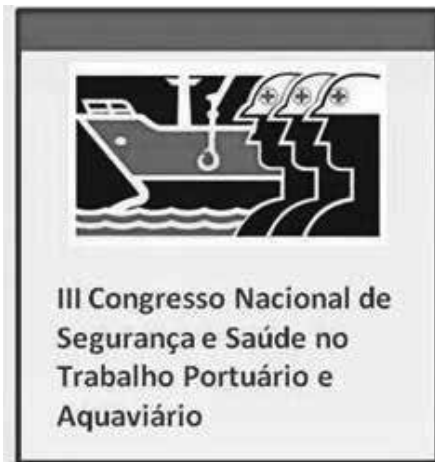 III Congresso Nacional de
Segurança e Saúde no
Trabalho Portuário e
Aquaviário